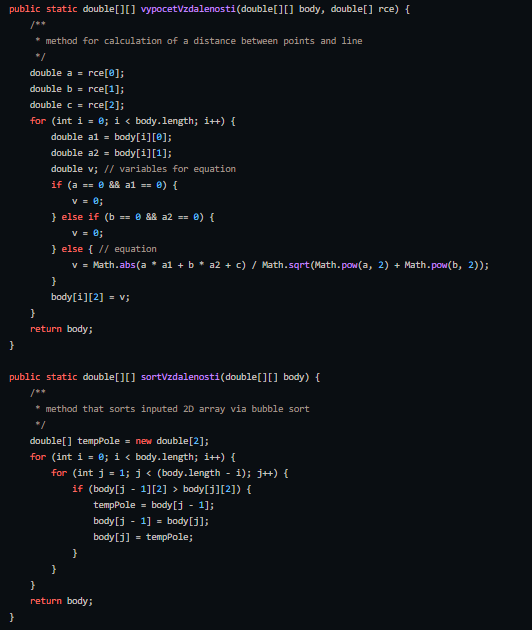 public static double[][] vypocetVzdalenosti(double[][] body, double[] rce) {
    /**
     * method for calculation of a distance between points and line
     */
    double a = rce[0];
    double b = rce[1];
    double c = rce[2];
    for (int i = 0; i < body.length; i++) {
        double a1 = body[i][0];
        double a2 = body[i][1];
        double v; // variables for equation
        if (a == 0 && a1 == 0) {
            v = 0;
        } else if (b == 0 && a2 == 0) {
            v = 0;
        } else { // equation
            v = Math.abs(a * a1 + b * a2 + c) / Math.sqrt(Math.pow(a, 2) + Math.pow(b, 2));
        }
        body[i][2] = v;
    }
    return body;
}

public static double[][] sortVzdalenosti(double[][] body) {
    /**
     * method that sorts inputed 2D array via bubble sort
     */
    double[] tempPole = new double[2];
    for (int i = 0; i < body.length; i++) {
        for (int j = 1; j < (body.length - i); j++) {
            if (body[j - 1][2] > body[j][2]) {
                tempPole = body[j - 1];
                body[j - 1] = body[j];
                body[j] = tempPole;
            }
        }
    }
    return body;
}